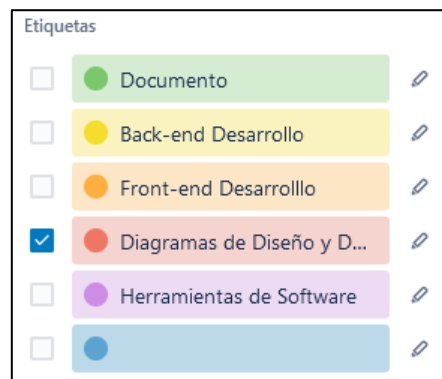 Etiquetas
Documento
Back-end Desarrollo
Front-end Desarrolllo
Diagramas de Diseño y D...
Herramientas de Software